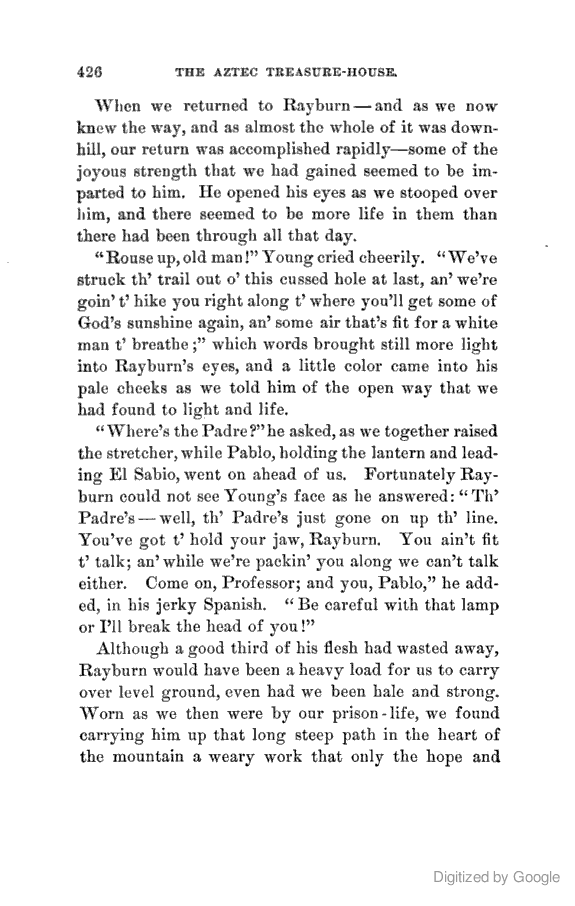 426 THE AZTEC TREASURE-HOUSE.
When we returned to Rayburn — and as we now
knew the way, and as almost the whole of it was down-
hill, our return was accomplished rapidly—some of the
joyous strength that we had gained seemed to be im-
parted to him. He opened his eyes as we stooped over
him, and there seemed to be more life in them than
there had been through all that day.
“Rouse up, old man!” Young cried cheerily. “We’ve
struck th’ trail out o’ this cussed hole at last, an’ we’re
goin’ t’ hike you right along t’ where you’ll get some of
God’s sunshine again, an’ some air that’s fit for a white
man t’ breathe;” which words brought still more light
into Rayburn’s eyes, and a little color came into his
pale cheeks as we told him of the open way that we
had found to light and life.
“Where’s the Padre?” he asked, as we together raised
the stretcher, while Pablo, holding the lantern and lead-
ing El Sabio, went on ahead of us. Fortunately Ray-
burn could not see Young’s face as he answered: “Th’
Padre’s — well, th’ Padre’s just gone on up th’ line.
You’ve got t’ hold your jaw, Rayburn. You ain’t fit
t’ talk; an’ while we’re packin’ you along we can’t talk
either. Come on, Professor; and you, Pablo,” he add-
ed, in his jerky Spanish. “Be careful with that lamp
or I’ll break the head of you!”
Although a good third of his flesh had wasted away,
Rayburn would have been a heavy load for us to carry
over level ground, even had we been hale and strong.
Worn as we then were by our prison-life, we found
carrying him up that long steep path in the heart of
the mountain a weary work that only the hope and
Digitized by Google